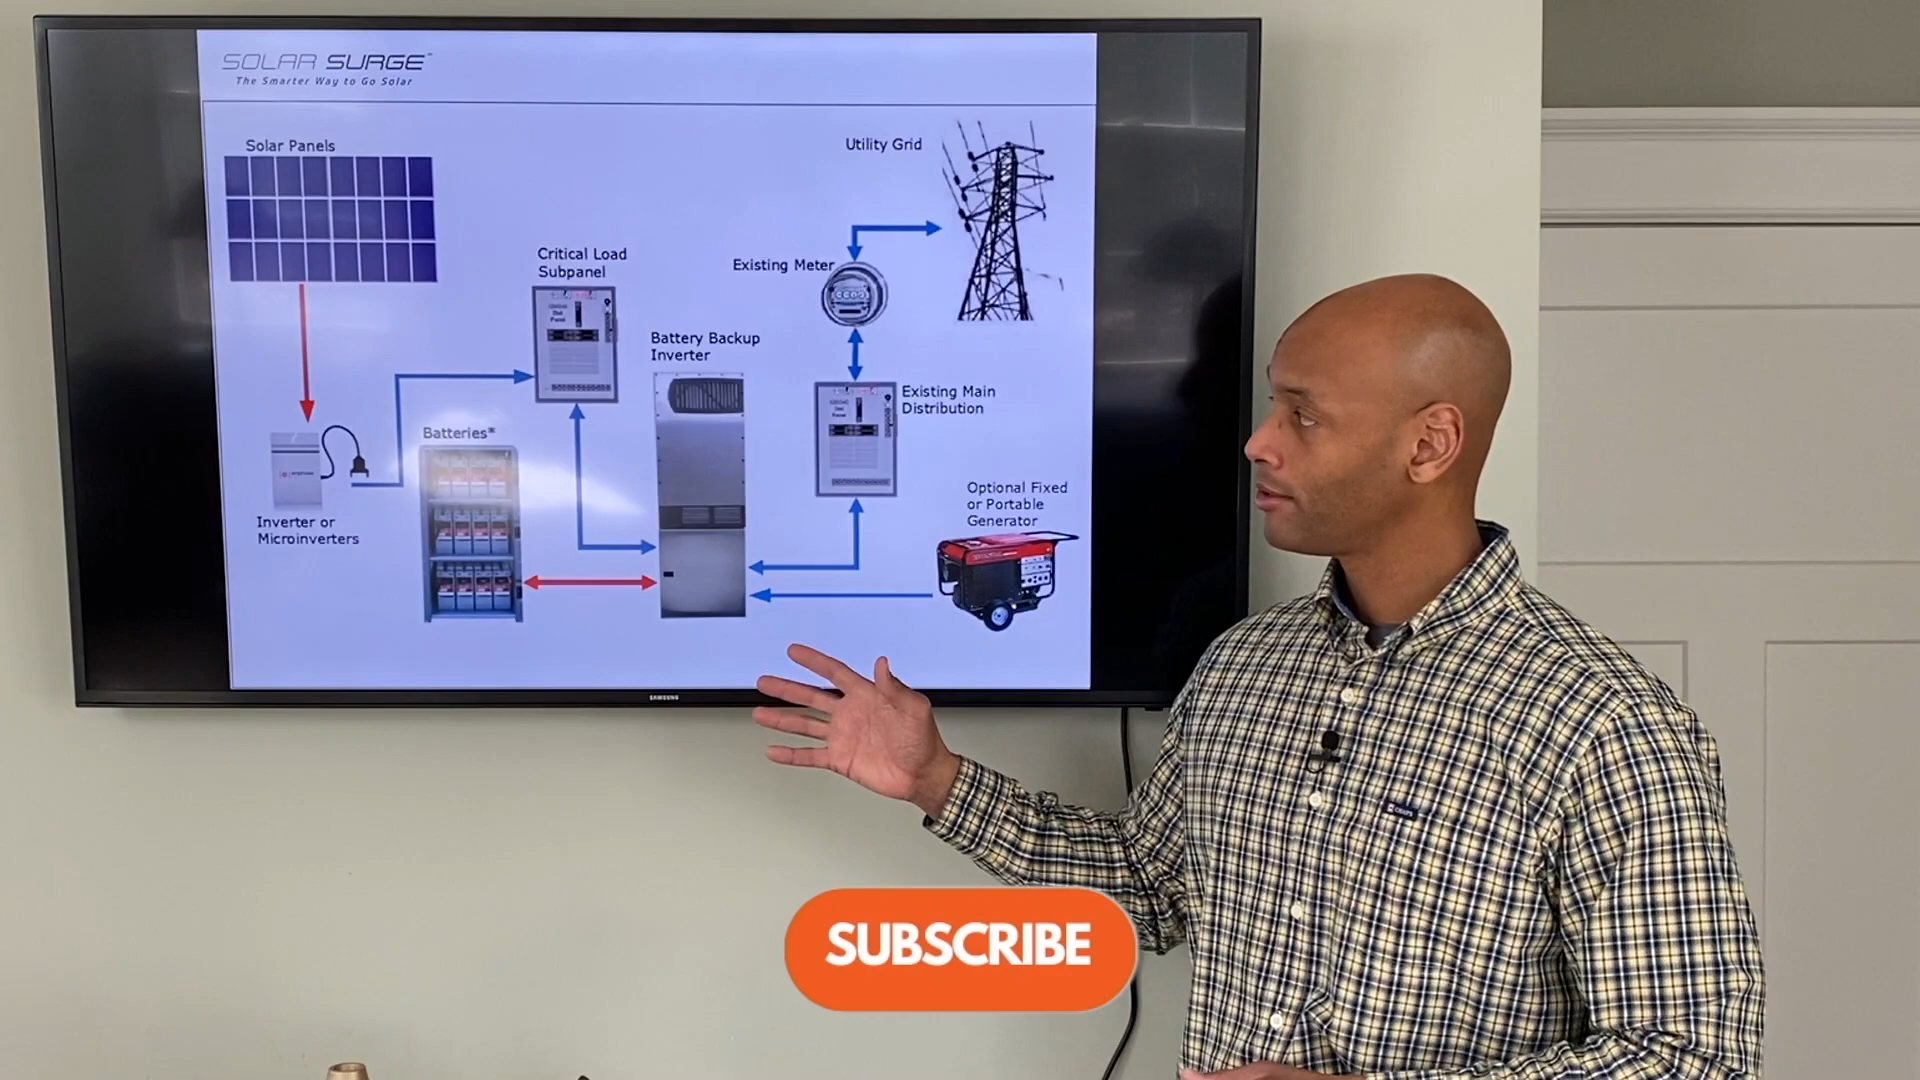 SOLAR SURGE™
The Smarter Way to Go Solar
Solar Panels
Utility Grid
Critical Load
Subpanel
Existing Meter
Battery Backup
Inverter
Existing Main
Distribution
Batteries*
Optional Fixed
or Portable
Generator
Inverter or
Microinverters
SAMSUNG
SUBSCRIBE